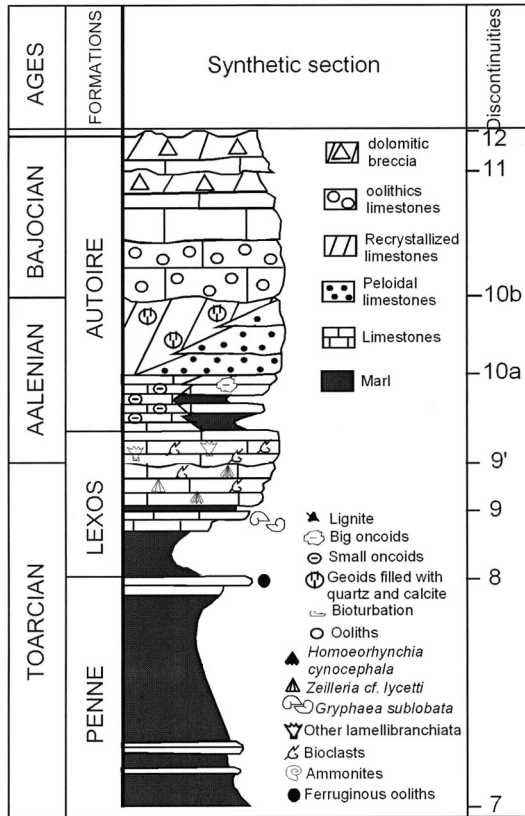 AGES
FORMATIONS
Synthetic section
Discontinuities
BAJOCIAN
AALENIAN
TOARCIAN
AUTOIRE
LEXOS
PENNE
12
11
10b
10a
9'
9
8
7
dolomitic
breccia
oolithics
limestones
Recrystallized
limestones
Peloidal
limestones
Limestones
Marl
Lignite
Big oncoids
Small oncoids
Geoids filled with
quartz and calcite
Bioturbation
Ooliths
Homoeorhynchia
cynocephala
Zeilleria cf. lycetti
Gryphaea sublobata
Other lamellibranchiata
Bioclasts
Ammonites
Ferruginous ooliths